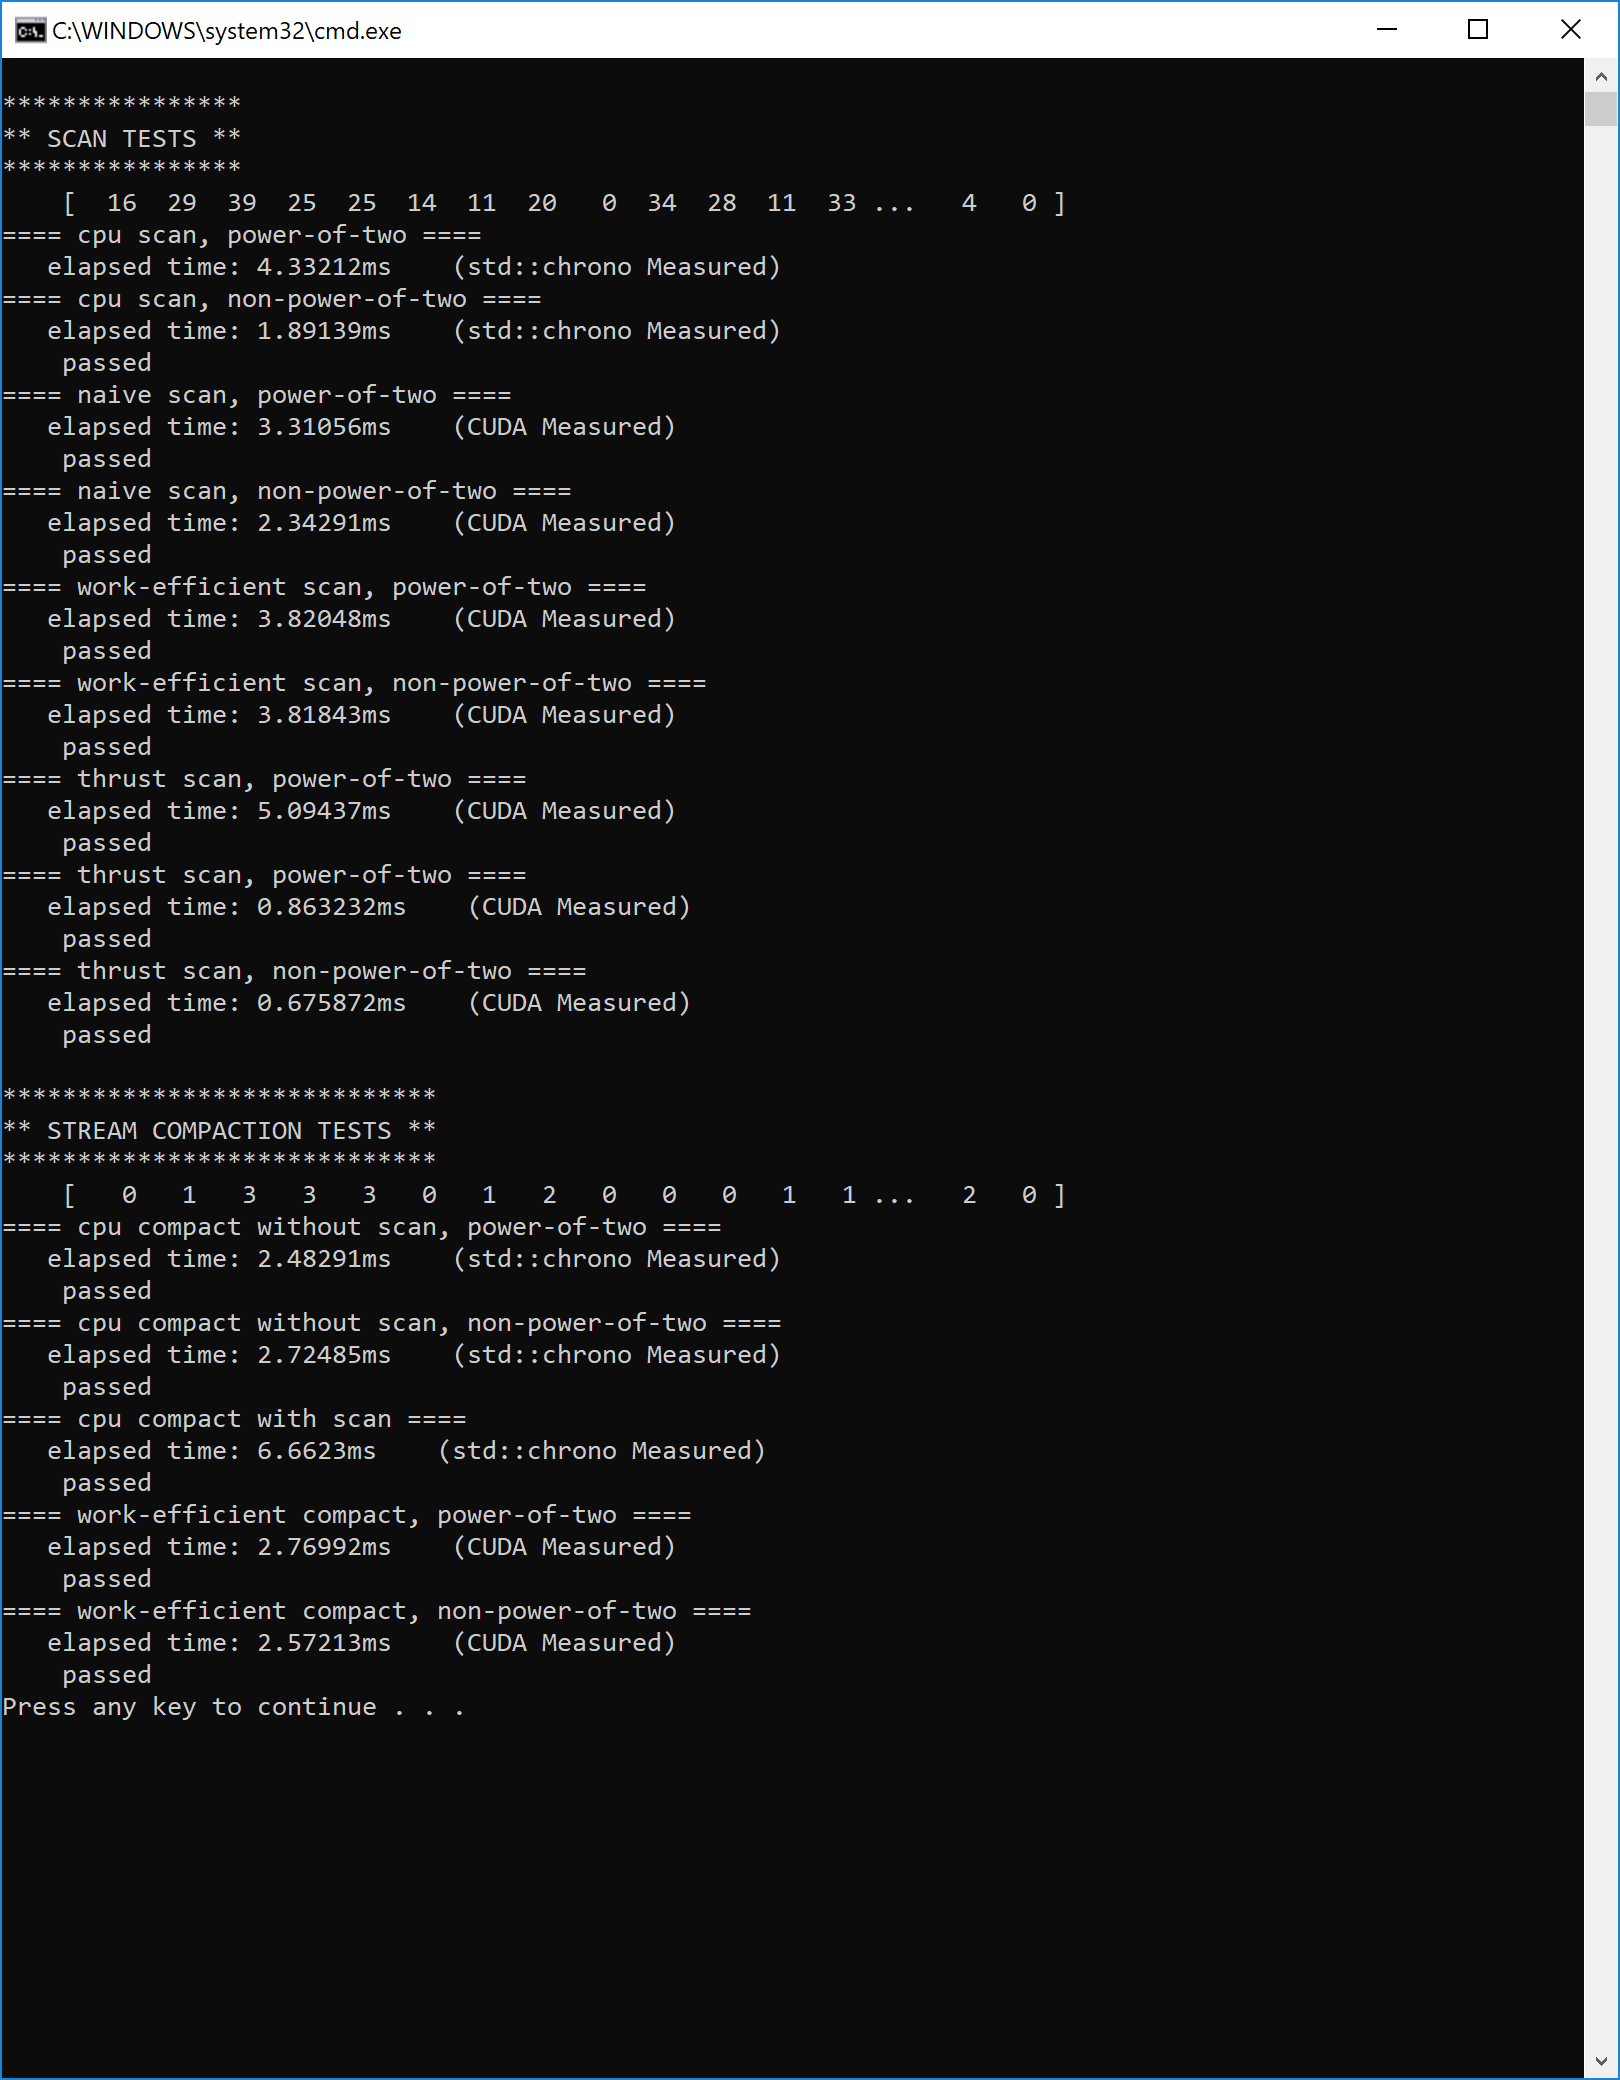 C:\WINDOWS\system32\cmd.exe
****************
** SCAN TESTS **
****************
    [  16  29  39  25  25  14  11  20   0  34  28  11  33 ...   4   0 ]
==== cpu scan, power-of-two ====
   elapsed time: 4.33212ms    (std::chrono Measured)
==== cpu scan, non-power-of-two ====
   elapsed time: 1.89139ms    (std::chrono Measured)
    passed
==== naive scan, power-of-two ====
   elapsed time: 3.31056ms    (CUDA Measured)
    passed
==== naive scan, non-power-of-two ====
   elapsed time: 2.34291ms    (CUDA Measured)
    passed
==== work-efficient scan, power-of-two ====
   elapsed time: 3.82048ms    (CUDA Measured)
    passed
==== work-efficient scan, non-power-of-two ====
   elapsed time: 3.81843ms    (CUDA Measured)
    passed
==== thrust scan, power-of-two ====
   elapsed time: 5.09437ms    (CUDA Measured)
    passed
==== thrust scan, power-of-two ====
   elapsed time: 0.863232ms    (CUDA Measured)
    passed
==== thrust scan, non-power-of-two ====
   elapsed time: 0.675872ms    (CUDA Measured)
    passed

*****************************
** STREAM COMPACTION TESTS **
*****************************
    [   0   1   3   3   3   0   1   2   0   0   0   1   1 ...   2   0 ]
==== cpu compact without scan, power-of-two ====
   elapsed time: 2.48291ms    (std::chrono Measured)
    passed
==== cpu compact without scan, non-power-of-two ====
   elapsed time: 2.72485ms    (std::chrono Measured)
    passed
==== cpu compact with scan ====
   elapsed time: 6.6623ms    (std::chrono Measured)
    passed
==== work-efficient compact, power-of-two ====
   elapsed time: 2.76992ms    (CUDA Measured)
    passed
==== work-efficient compact, non-power-of-two ====
   elapsed time: 2.57213ms    (CUDA Measured)
    passed
Press any key to continue . . .